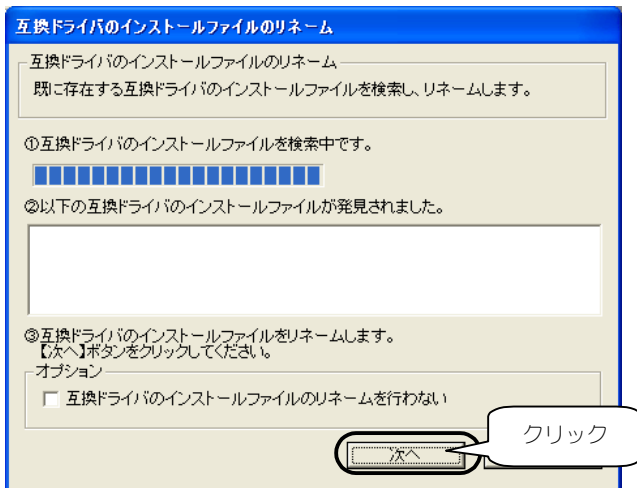 互換ドライバのインストールファイルのリネーム
互換ドライバのインストールファイルのリネーム
既に存在する互換ドライバのインストールファイルを検索し、リネームします。
①互換ドライバのインストールファイルを検索中です。
②以下の互換ドライバのインストールファイルが発見されました。
③互換ドライバのインストールファイルをリネームします。
【次へ】ボタンをクリックしてください。
オプション
互換ドライバのインストールファイルのリネームを行わない
クリック
次へ